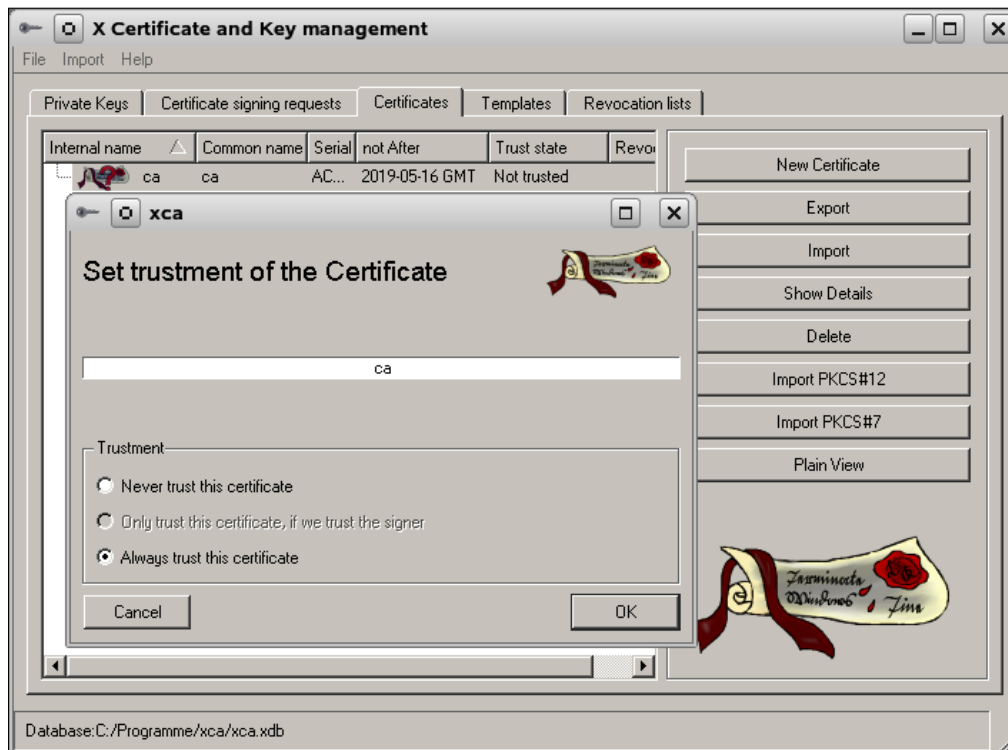 X Certificate and Key management
File Import Help
Private Keys Certificate signing requests Certificates Templates Revocation lists
Internal name Common name Serial not After Trust state Revo
ca ca AC... 2019-05-16 GMT Not trusted
xca
Set trustment of the Certificate
ca
Trustment
Never trust this certificate
Only trust this certificate, if we trust the signer
Always trust this certificate
Cancel OK
New Certificate
Export
Import
Show Details
Delete
Import PKCS#12
Import PKCS#7
Plain View
Windows
Database:C:/Programme/xca/xca.xdb